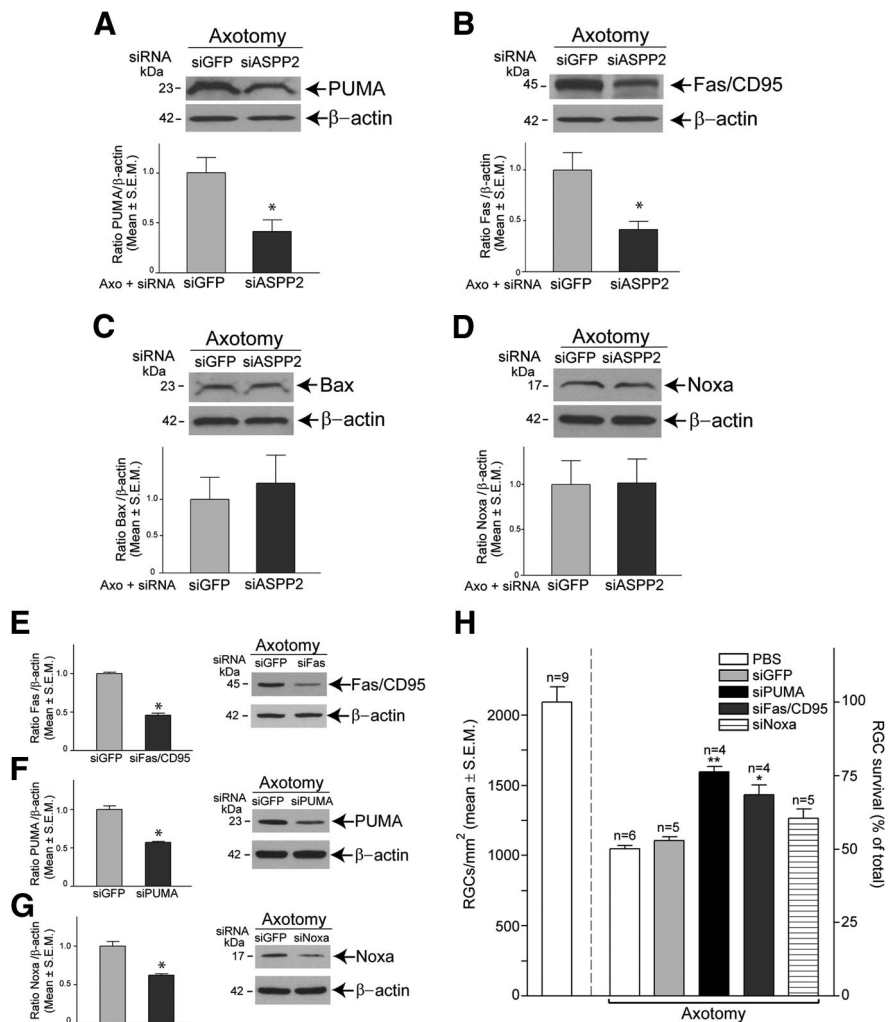 A
Axotomy
siRNA siGFP siASPP2
kDa
23 - PUMA
42 - β-actin
Ratio PUMA/β-actin
(Mean ± S.E.M.)
1.0
0.5
0
*
Axo + siRNA siGFP siASPP2
B
Axotomy
siRNA siGFP siASPP2
kDa
45 - Fas/CD95
42 - β-actin
Ratio Fas /β-actin
(Mean ± S.E.M.)
1.0
0.5
0
*
Axo + siRNA siGFP siASPP2
C
Axotomy
siRNA siGFP siASPP2
kDa
23 - Bax
42 - β-actin
Ratio Bax /β-actin
(Mean ± S.E.M.)
1.0
0.5
0
Axo + siRNA siGFP siASPP2
D
Axotomy
siRNA siGFP siASPP2
kDa
17 - Noxa
42 - β-actin
Ratio Noxa /β-actin
(Mean ± S.E.M.)
1.0
0.5
0
Axo + siRNA siGFP siASPP2
E
Ratio Fas /β-actin
(Mean ± S.E.M.)
1.0
0.5
0
*
siGFP siFas/CD95
Axotomy
siRNA siGFP siFas
kDa
45 - Fas/CD95
42 - β-actin
F
Ratio PUMA/β-actin
(Mean ± S.E.M.)
1.0
0.5
0
*
siGFP siPUMA
Axotomy
siRNA siGFP siPUMA
kDa
23 - PUMA
42 - β-actin
G
Ratio Noxa /β-actin
(Mean ± S.E.M.)
1.0
0.5
0
*
Axotomy
siRNA siGFP siNoxa
kDa
17 - Noxa
42 - β-actin
H
RGCs/mm² (mean ± S.E.M.)
2000
1500
1000
500
0
n=9
n=6
n=5
n=4
**
n=4
*
n=5
PBS
siGFP
siPUMA
siFas/CD95
siNoxa
100
75
50
25
0
RGC survival (% of total)
Axotomy